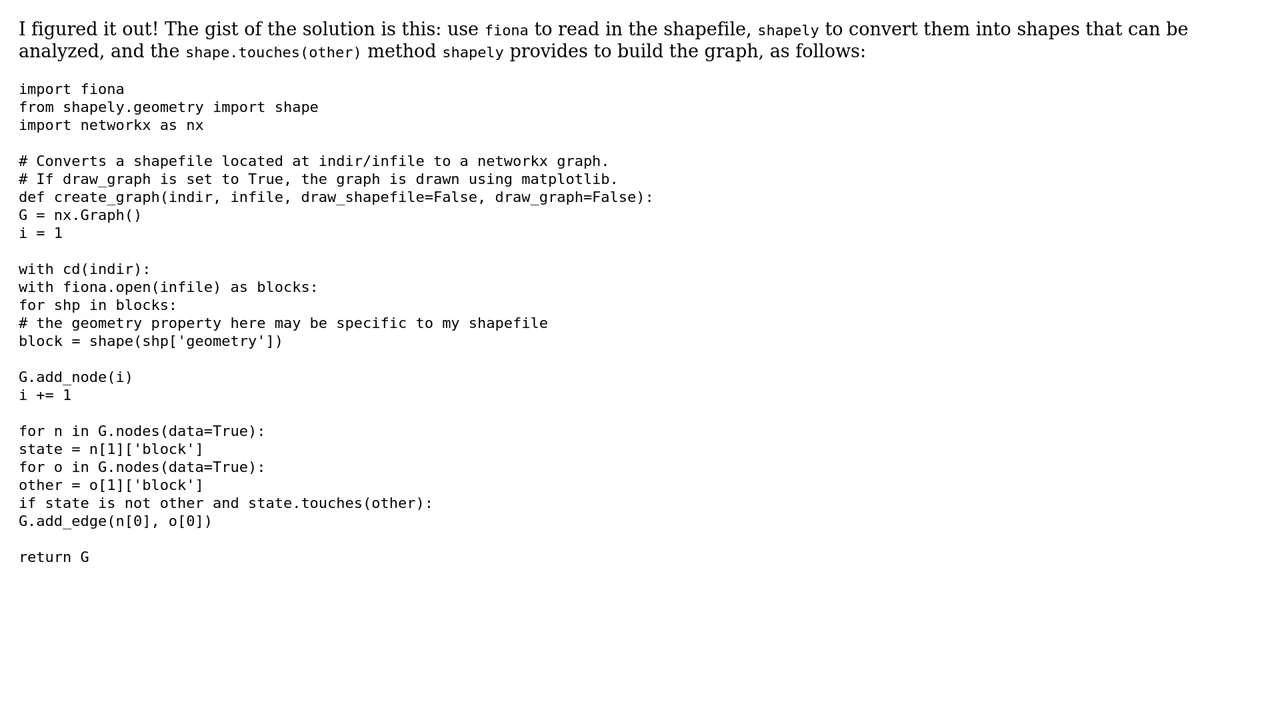 I figured it out! The gist of the solution is this: use fiona to read in the shapefile, shapely to convert them into shapes that can be
analyzed, and the shape.touches(other) method shapely provides to build the graph, as follows:
import fiona
from shapely.geometry import shape
import networkx as nx
# Converts a shapefile located at indir/infile to a networkx graph.
# If draw_graph is set to True, the graph is drawn using matplotlib.
def create_graph(indir, infile, draw_shapefile=False, draw_graph=False):
G = nx.Graph()
i = 1
with cd(indir):
with fiona.open(infile) as blocks:
for shp in blocks:
# the geometry property here may be specific to my shapefile
block = shape(shp['geometry'])
G.add_node(i)
i += 1
for n in G.nodes(data=True):
state = n[1]['block']
for o in G.nodes(data=True):
other = o[1]['block']
if state is not other and state.touches(other):
G.add_edge(n[0], o[0])
return G